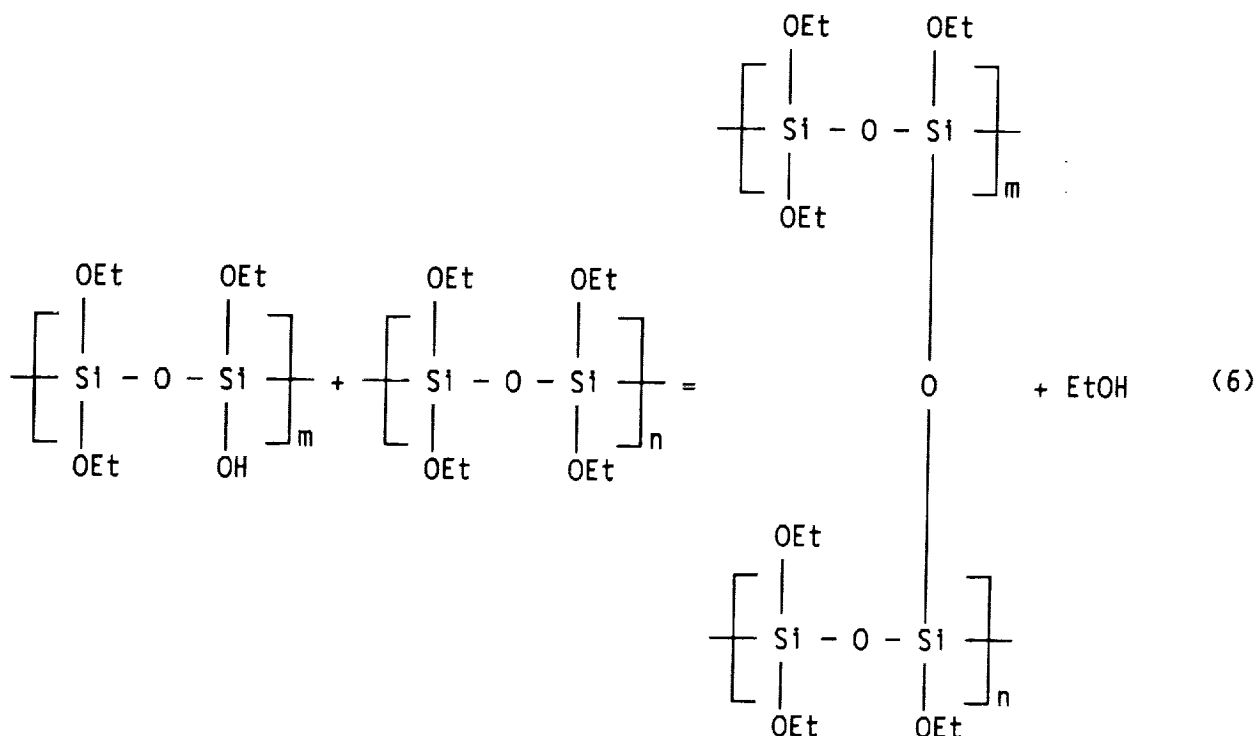 OEt OEt
Si - O - Si
m
OEt
OEt OEt OEt OEt
Si - O - Si + Si - O - Si = O + EtOH (6)
m n
OEt OH OEt OEt
OEt
Si - O - Si
n
OEt OEt